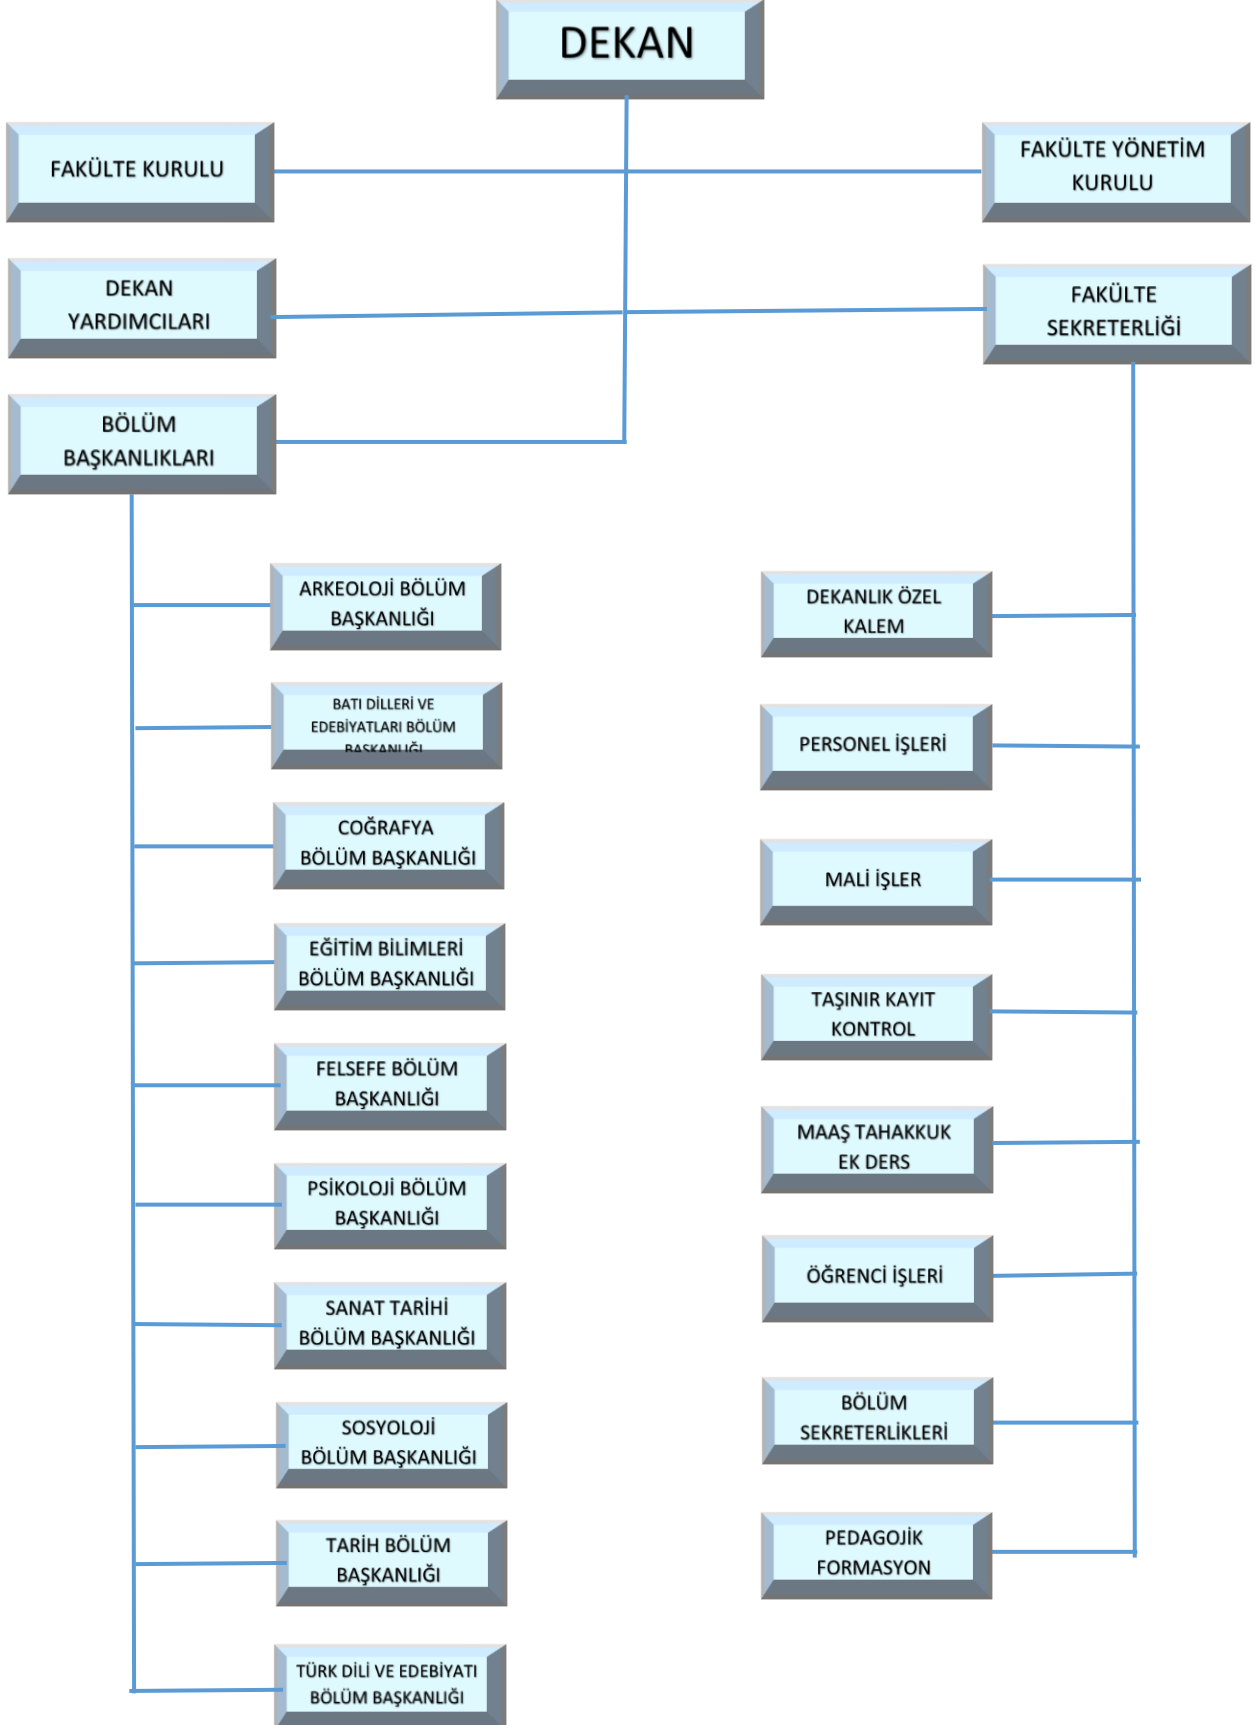 DEKAN
FAKÜLTE KURULU
FAKÜLTE YÖNETİM
KURULU
DEKAN
YARDIMCILARI
FAKÜLTE
SEKRETERLİĞİ
BÖLÜM
BAŞKANLIKLARI
ARKEOLOJİ BÖLÜM
BAŞKANLIĞI
BATI DİLLERİ VE
EDEBİYATLARI BÖLÜM
BAŞKANLIĞI
COĞRAFYA
BÖLÜM BAŞKANLIĞI
EĞİTİM BİLİMLERİ
BÖLÜM BAŞKANLIĞI
FELSEFE BÖLÜM
BAŞKANLIĞI
PSİKOLOJİ BÖLÜM
BAŞKANLIĞI
SANAT TARİHİ
BÖLÜM BAŞKANLIĞI
SOSYOLOJİ
BÖLÜM BAŞKANLIĞI
TARİH BÖLÜM
BAŞKANLIĞI
TÜRK DİLİ VE EDEBİYATI
BÖLÜM BAŞKANLIĞI
DEKANLIK ÖZEL
KALEM
PERSONEL İŞLERİ
MALİ İŞLER
TAŞINIR KAYIT
KONTROL
MAAŞ TAHAKKUK
EK DERS
ÖĞRENCİ İŞLERİ
BÖLÜM
SEKRETERLİKLERİ
PEDAGOJİK
FORMASYON